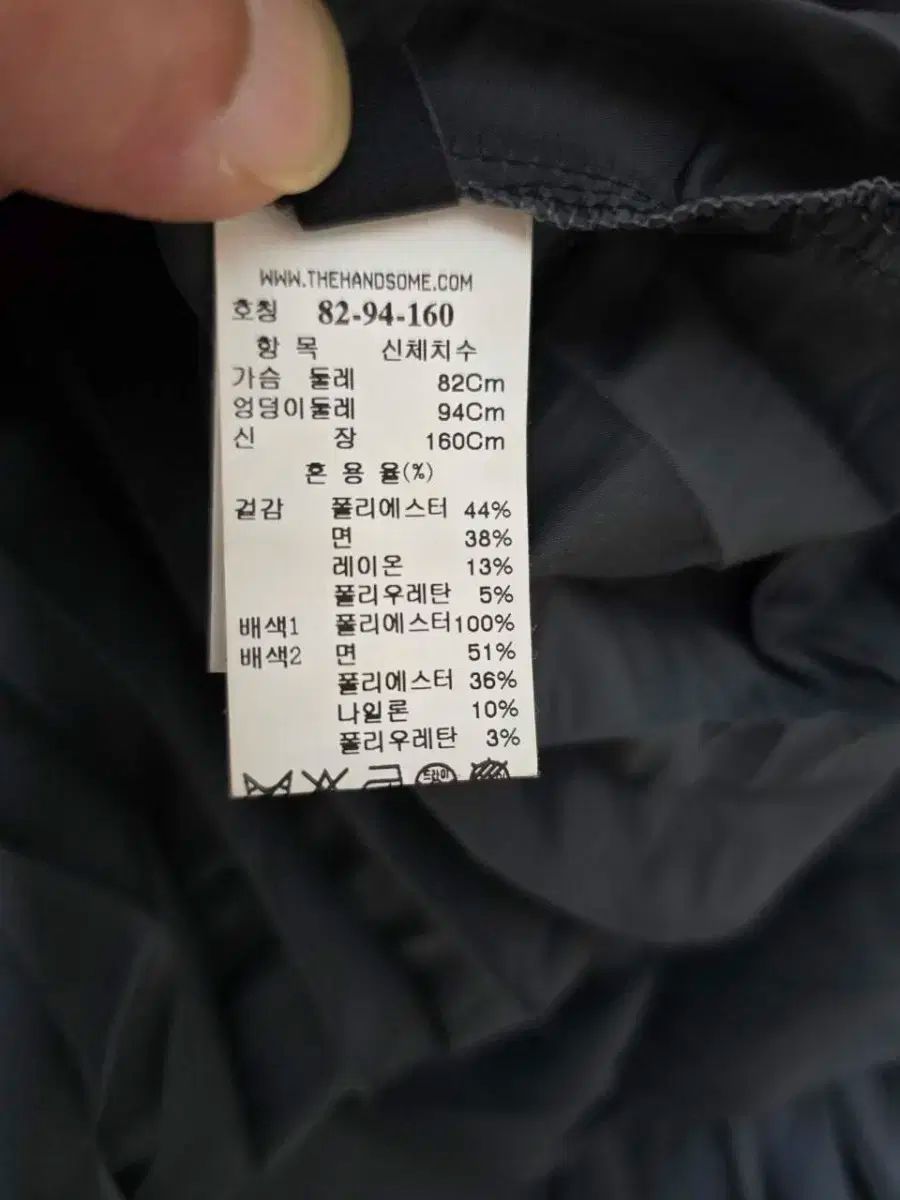 WWW.THEHANDSOME.COM
호칭 82-94-160
항 목 신체치수
가슴 둘레 82Cm
엉덩이둘레 94Cm
신 장 160Cm
혼 용 율(%)
겉감 폴리에스터 44%
면 38%
레이온 13%
폴리우레탄 5%
배색1 폴리에스터100%
배색2 면 51%
폴리에스터 36%
나일론 10%
폴리우레탄 3%
드라이